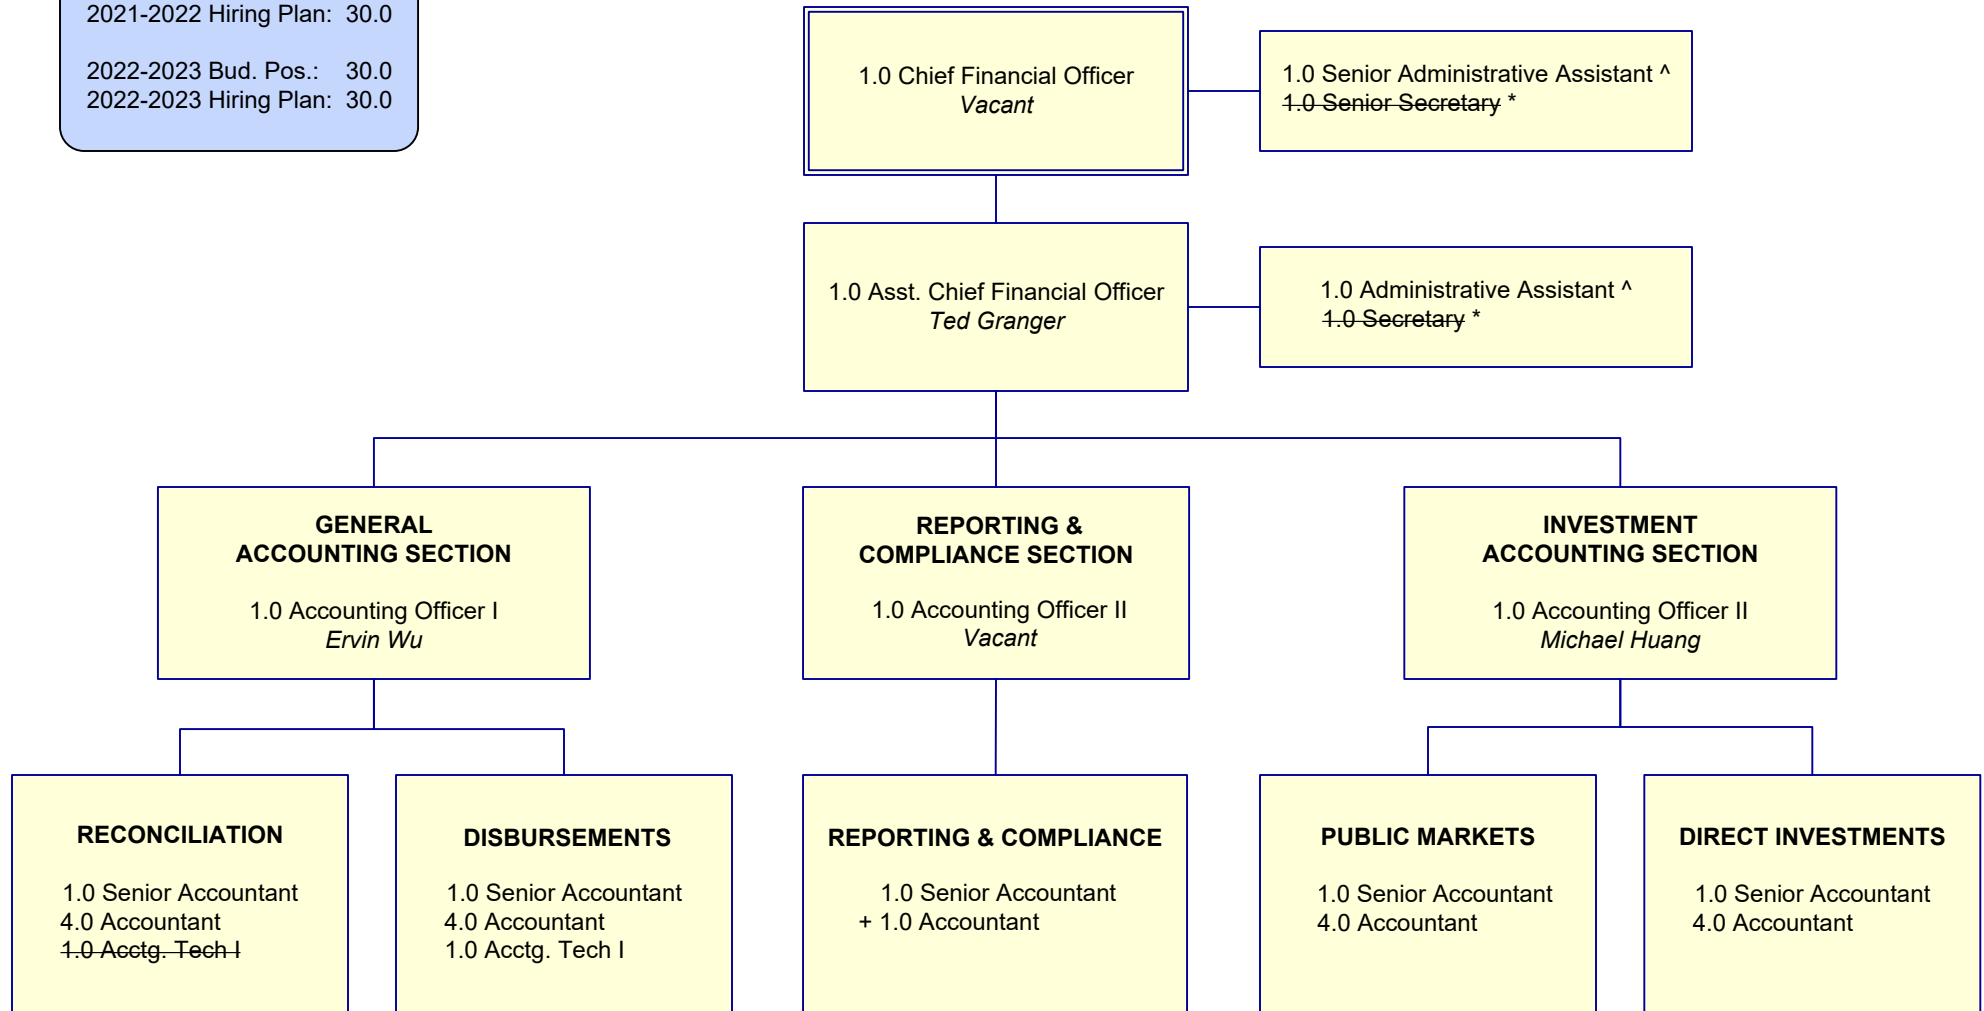 2021-2022 Hiring Plan: 30.0
2022-2023 Bud. Pos.: 30.0
2022-2023 Hiring Plan: 30.0
1.0 Chief Financial Officer
Vacant
1.0 Senior Administrative Assistant ^
1.0 Senior Secretary *
1.0 Asst. Chief Financial Officer
Ted Granger
1.0 Administrative Assistant ^
1.0 Secretary *
GENERAL
ACCOUNTING SECTION
1.0 Accounting Officer I
Ervin Wu
REPORTING &
COMPLIANCE SECTION
1.0 Accounting Officer II
Vacant
INVESTMENT
ACCOUNTING SECTION
1.0 Accounting Officer II
Michael Huang
RECONCILIATION
1.0 Senior Accountant
4.0 Accountant
1.0 Acctg. Tech I
DISBURSEMENTS
1.0 Senior Accountant
4.0 Accountant
1.0 Acctg. Tech I
REPORTING & COMPLIANCE
1.0 Senior Accountant
+ 1.0 Accountant
PUBLIC MARKETS
1.0 Senior Accountant
4.0 Accountant
DIRECT INVESTMENTS
1.0 Senior Accountant
4.0 Accountant